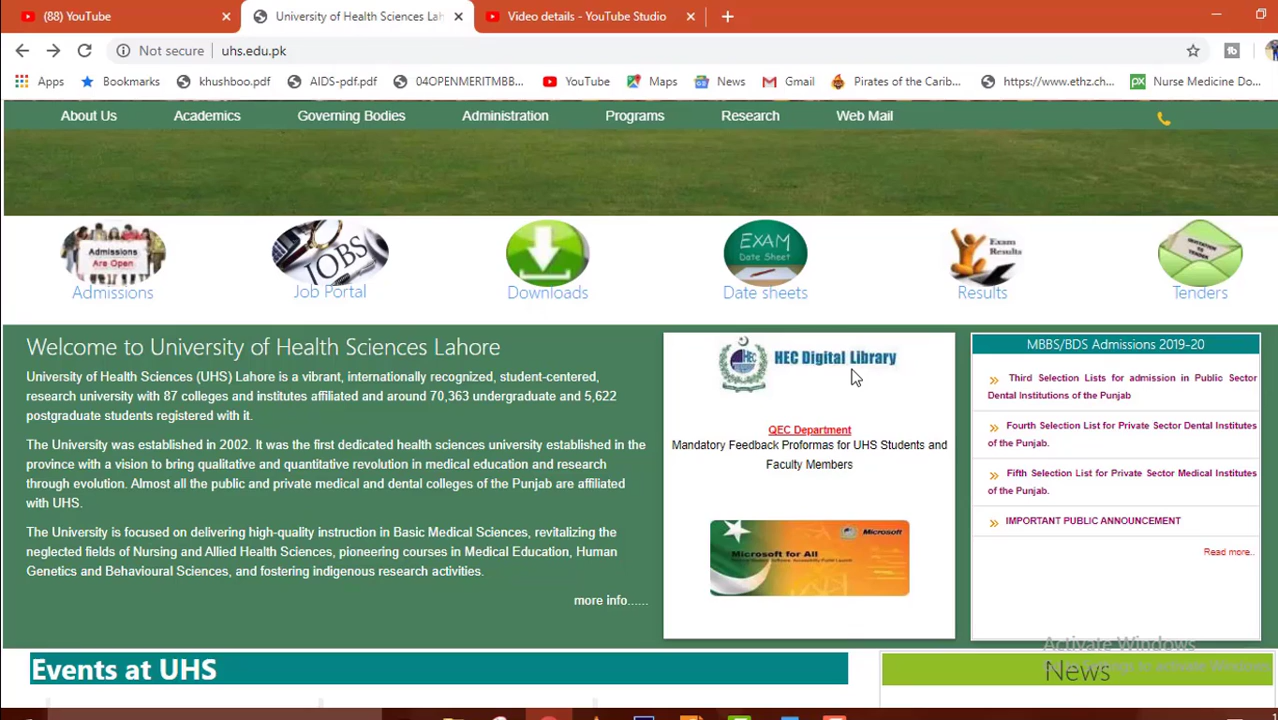 (88) YouTube
University of Health Sciences Lah
Video details - YouTube Studio
Not secure
uhs.edu.pk
Apps
Bookmarks
khushboo.pdf
AIDS-pdf.pdf
04OPENMERITMBB...
YouTube
Maps
News
Gmail
Pirates of the Carib...
https://www.ethz.ch...
Nurse Medicine Do...
About Us
Academics
Governing Bodies
Administration
Programs
Research
Web Mail
Admissions
Are Open
Admissions
JOBS
Job Portal
Downloads
EXAM
Date Sheet
Date sheets
Exam
Results
Results
INVITATION
TO
TENDER
Tenders
Welcome to University of Health Sciences Lahore
University of Health Sciences (UHS) Lahore is a vibrant, internationally recognized, student-centered,
research university with 87 colleges and institutes affiliated and around 70,363 undergraduate and 5,622
postgraduate students registered with it.
The University was established in 2002. It was the first dedicated health sciences university established in the
province with a vision to bring qualitative and quantitative revolution in medical education and research
through evolution. Almost all the public and private medical and dental colleges of the Punjab are affiliated
with UHS.
The University is focused on delivering high-quality instruction in Basic Medical Sciences, revitalizing the
neglected fields of Nursing and Allied Health Sciences, pioneering courses in Medical Education, Human
Genetics and Behavioural Sciences, and fostering indigenous research activities.
more info......
HEC
HEC Digital Library
QEC Department
Mandatory Feedback Proformas for UHS Students and
Faculty Members
Microsoft
Microsoft for All
MBBS/BDS Admissions 2019-20
Third Selection Lists for admission in Public Sector
Dental Institutions of the Punjab
Fourth Selection List for Private Sector Dental Institutes
of the Punjab.
Fifth Selection List for Private Sector Medical Institutes
of the Punjab.
IMPORTANT PUBLIC ANNOUNCEMENT
Read more..
Activate Windows
Events at UHS
News